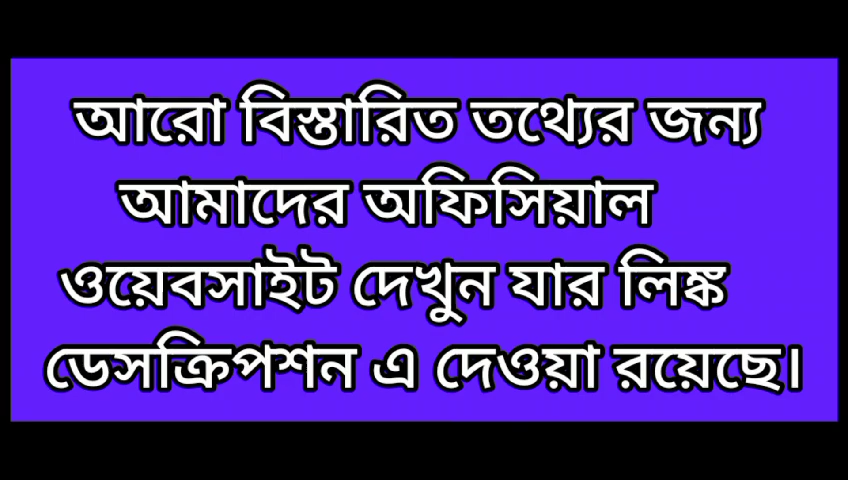 আরো বিস্তারিত তথ্যের জন্য
আমাদের অফিসিয়াল
ওয়েবসাইট দেখুন যার লিঙ্ক
ডেসক্রিপশন এ দেওয়া রয়েছে।